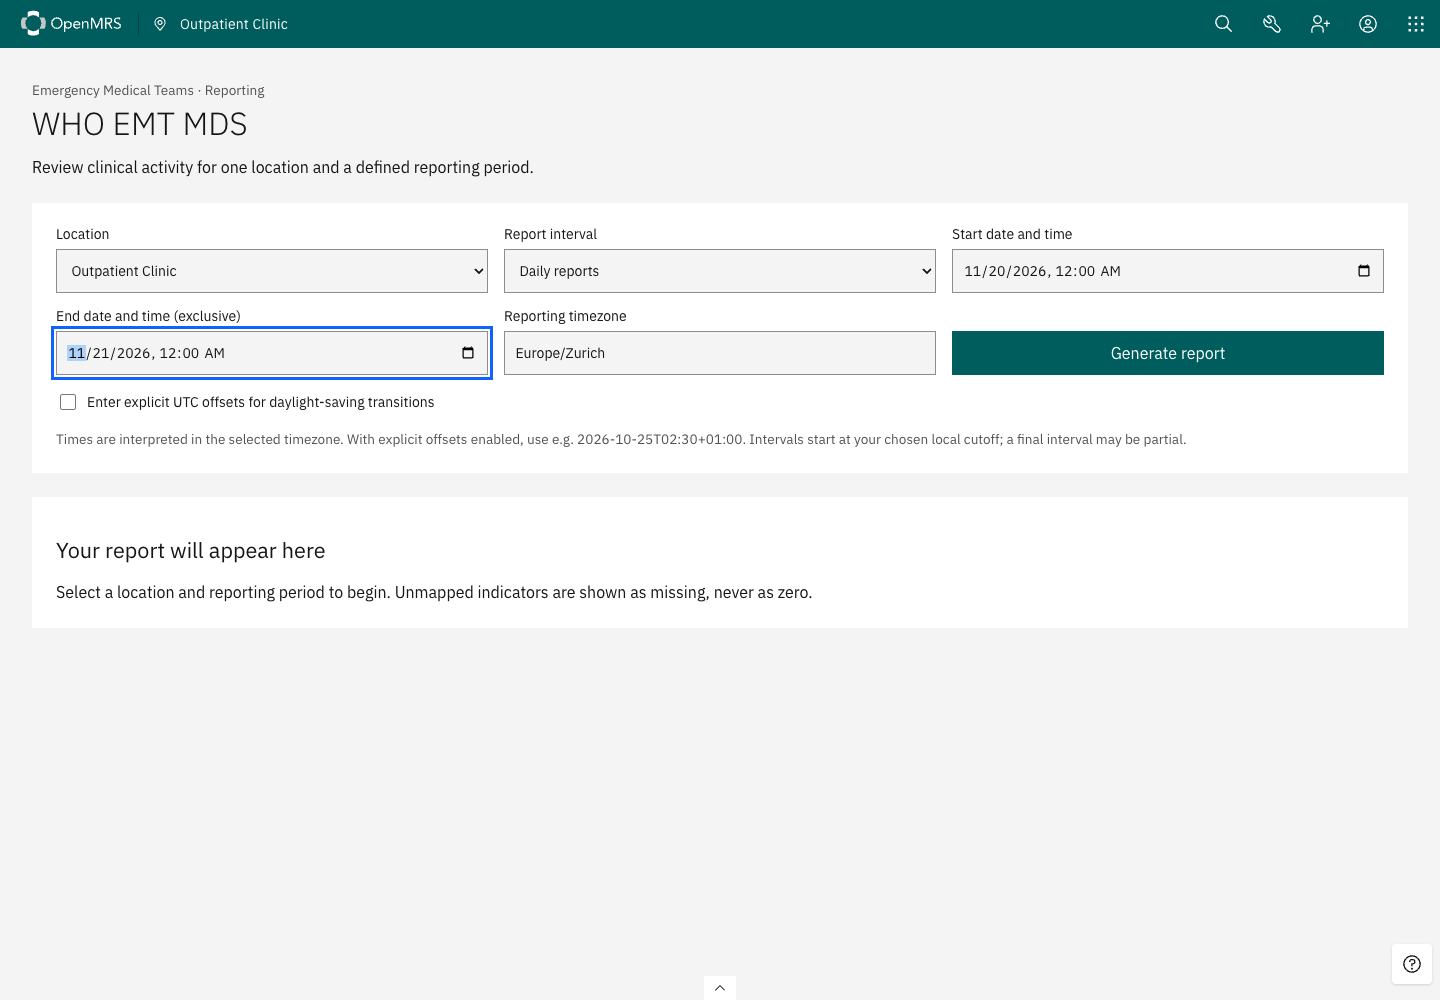 OpenMRS
Outpatient Clinic
Emergency Medical Teams · Reporting
WHO EMT MDS
Review clinical activity for one location and a defined reporting period.
Location
Report interval
Start date and time
Outpatient Clinic
Daily reports
11/20/2026, 12:00 AM
End date and time (exclusive)
Reporting timezone
11/21/2026, 12:00 AM
Europe/Zurich
Generate report
Enter explicit UTC offsets for daylight-saving transitions
Times are interpreted in the selected timezone. With explicit offsets enabled, use e.g. 2026-10-25T02:30+01:00. Intervals start at your chosen local cutoff; a final interval may be partial.
Your report will appear here
Select a location and reporting period to begin. Unmapped indicators are shown as missing, never as zero.